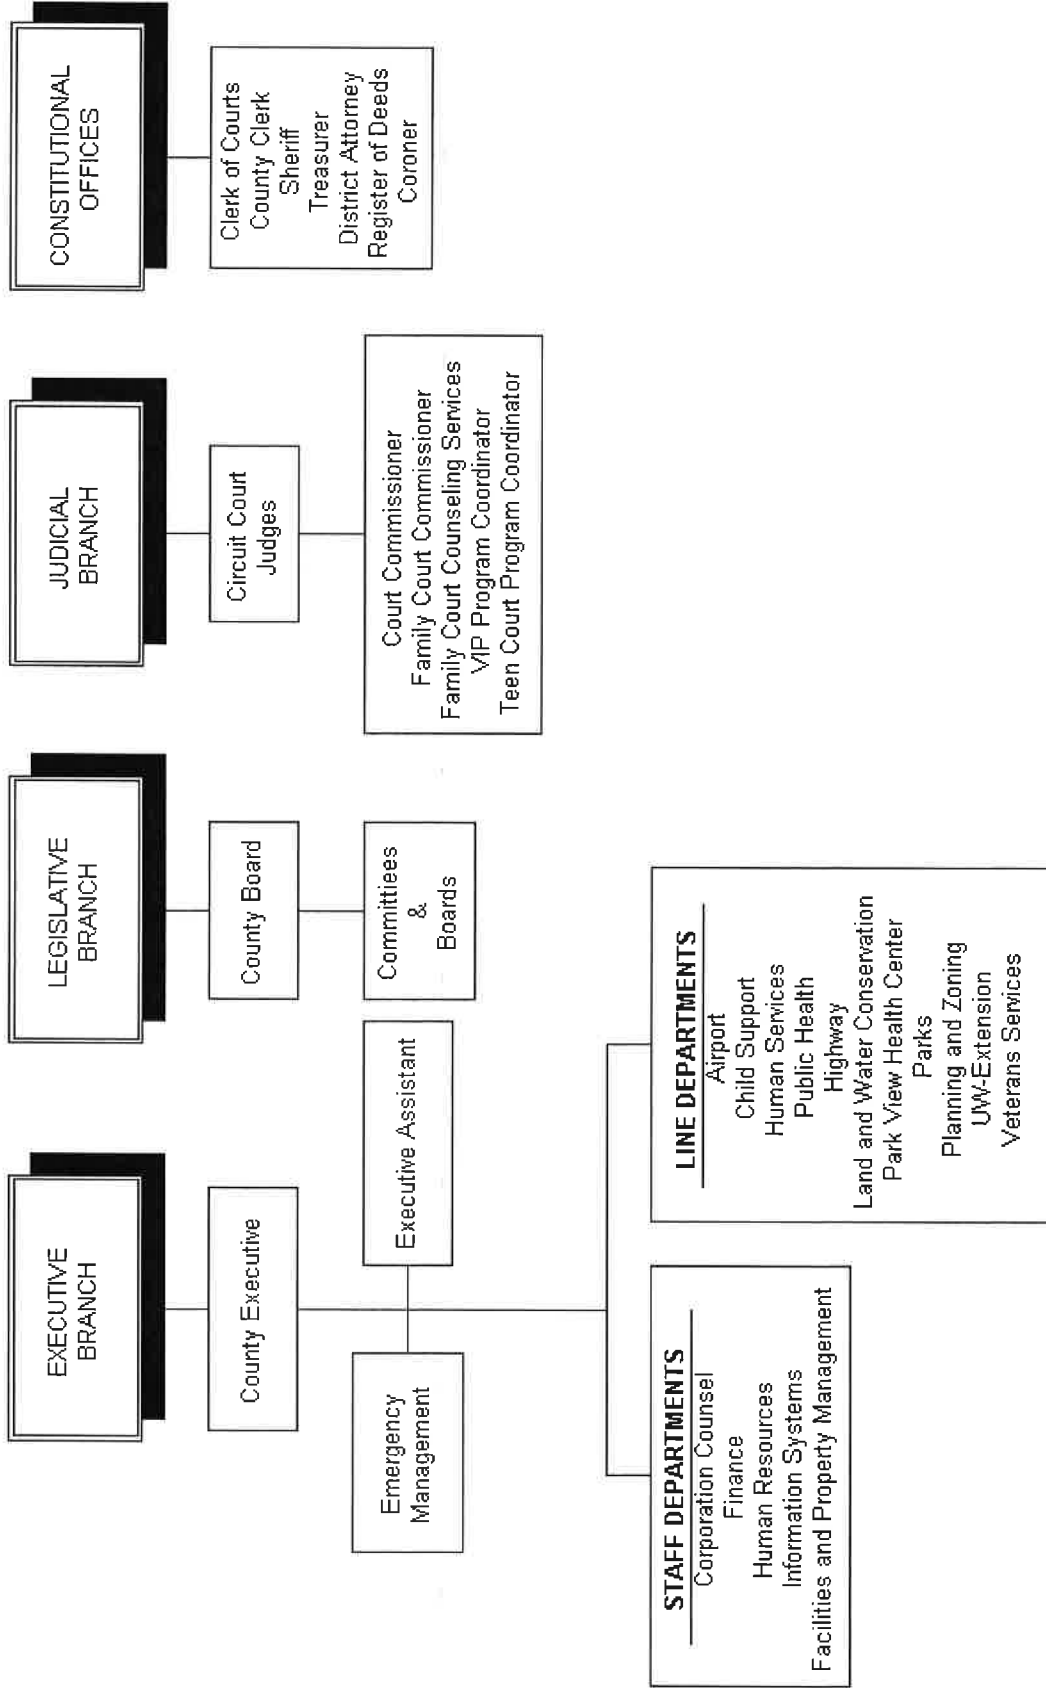 EXECUTIVE
BRANCH
County Executive
Emergency
Management
Executive Assistant
STAFF DEPARTMENTS
Corporation Counsel
Finance
Human Resources
Information Systems
Facilities and Property Management
LINE DEPARTMENTS
Airport
Child Support
Human Services
Public Health
Highway
Land and Water Conservation
Park View Health Center
Parks
Planning and Zoning
UW-Extension
Veterans Services
LEGISLATIVE
BRANCH
County Board
Committiees
&
Boards
JUDICIAL
BRANCH
Circuit Court
Judges
Court Commissioner
Family Court Commissioner
Family Court Counseling Services
VIP Program Coordinator
Teen Court Program Coordinator
CONSTITUTIONAL
OFFICES
Clerk of Courts
County Clerk
Sheriff
Treasurer
District Attorney
Register of Deeds
Coroner